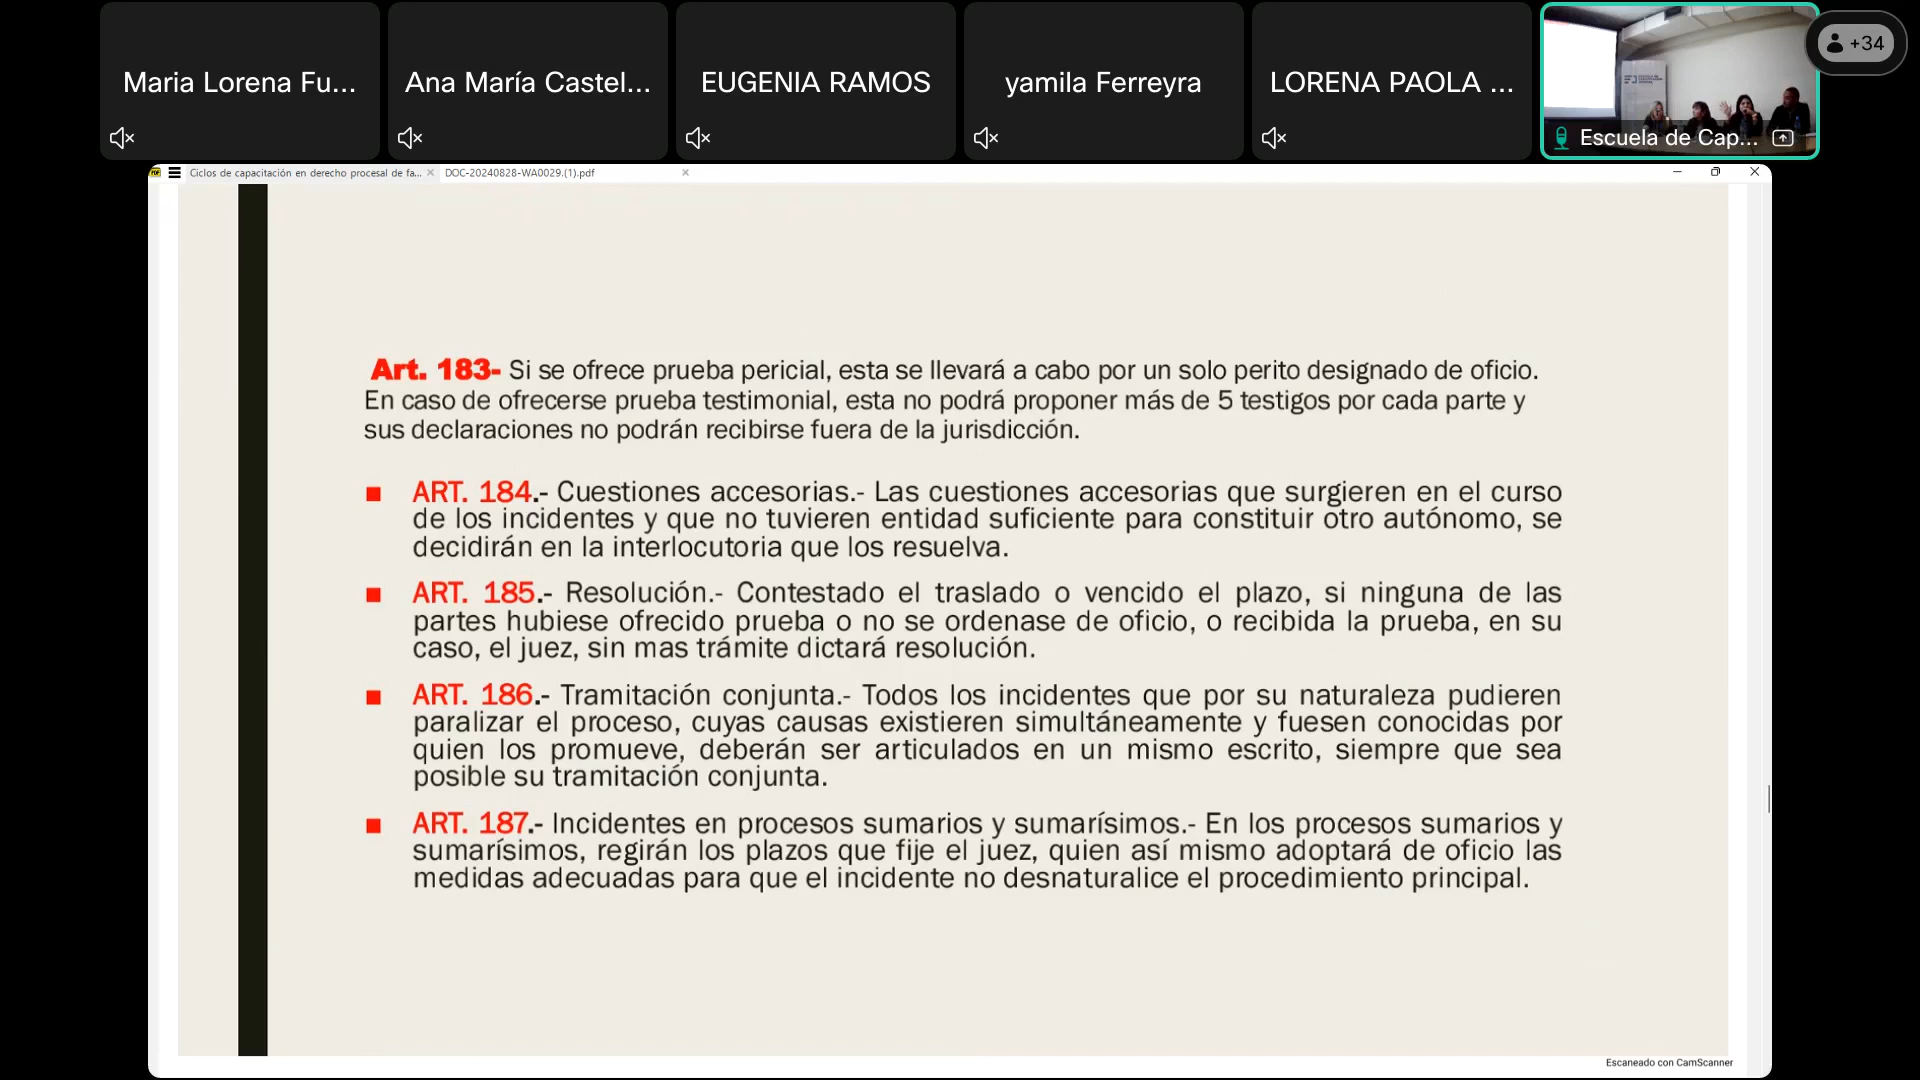 Maria Lorena Fu...
Ana María Castel...
EUGENIA RAMOS
yamila Ferreyra
LORENA PAOLA ...
Escuela de Cap...
+34
Ciclos de capacitación en derecho procesal de fa...
DOC-20240828-WA0029.(1).pdf
Art. 183- Si se ofrece prueba pericial, esta se llevará a cabo por un solo perito designado de oficio.
En caso de ofrecerse prueba testimonial, esta no podrá proponer más de 5 testigos por cada parte y
sus declaraciones no podrán recibirse fuera de la jurisdicción.
ART. 184.- Cuestiones accesorias.- Las cuestiones accesorias que surgieren en el curso
de los incidentes y que no tuvieren entidad suficiente para constituir otro autónomo, se
decidirán en la interlocutoria que los resuelva.
ART. 185.- Resolución.- Contestado el traslado o vencido el plazo, si ninguna de las
partes hubiese ofrecido prueba o no se ordenase de oficio, o recibida la prueba, en su
caso, el juez, sin mas trámite dictará resolución.
ART. 186.- Tramitación conjunta.- Todos los incidentes que por su naturaleza pudieren
paralizar el proceso, cuyas causas existieren simultáneamente y fuesen conocidas por
quien los promueve, deberán ser articulados en un mismo escrito, siempre que sea
posible su tramitación conjunta.
ART. 187.- Incidentes en procesos sumarios y sumarísimos.- En los procesos sumarios y
sumarísimos, regirán los plazos que fije el juez, quien así mismo adoptará de oficio las
medidas adecuadas para que el incidente no desnaturalice el procedimiento principal.
Escaneado con CamScanner